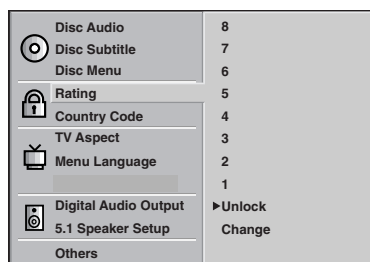 Disc Audio
Disc Subtitle
Disc Menu
Rating
Country Code
TV Aspect
Menu Language
Digital Audio Output
5.1 Speaker Setup
Others
8
7
6
5
4
3
2
1
Unlock
Change